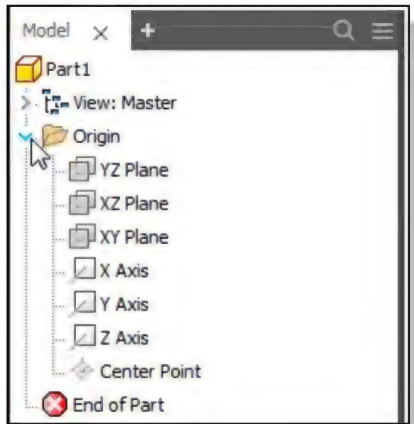 Model
Part1
View: Master
Origin
YZ Plane
XZ Plane
XY Plane
X Axis
Y Axis
Z Axis
Center Point
End of Part